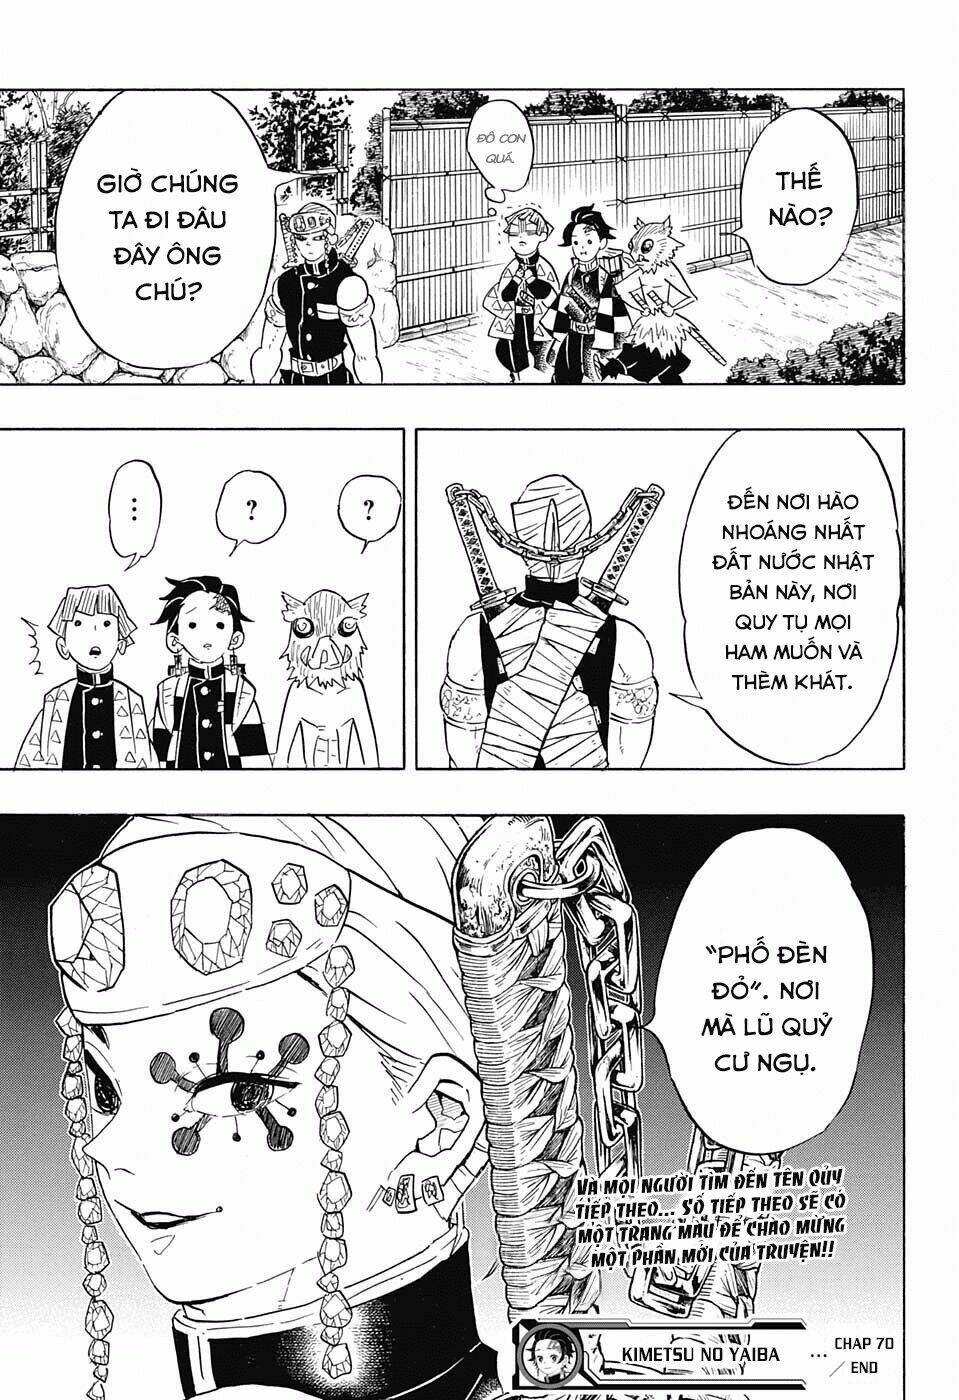 THẾ
NÀO?
ĐÔ CON
QUÁ.
GIỜ CHÚNG
TA ĐI ĐÂU
ĐÂY ÔNG
CHÚ?
ĐẾN NƠI HÀO
NHOÁNG NHẤT
ĐẤT NƯỚC NHẬT
BẢN NÀY, NƠI
QUY TỤ MỌI
HAM MUỐN VÀ
THÈM KHÁT.
?
?
...
"PHỐ ĐÈN
ĐỎ". NƠI
MÀ LŨ QUỶ
CƯ NGỤ.
VÀ MỌI NGƯỜI TÌM ĐẾN TÊN QỦY
TIẾP THEO... SỐ TIẾP THEO SẼ CÓ
MỘT TRANG MÀU ĐỂ CHÀO MỪNG
MỘT PHẦN MỚI CỦA TRUYỆN!!
KIMETSU NO YAIBA ... CHAP 70
/ END